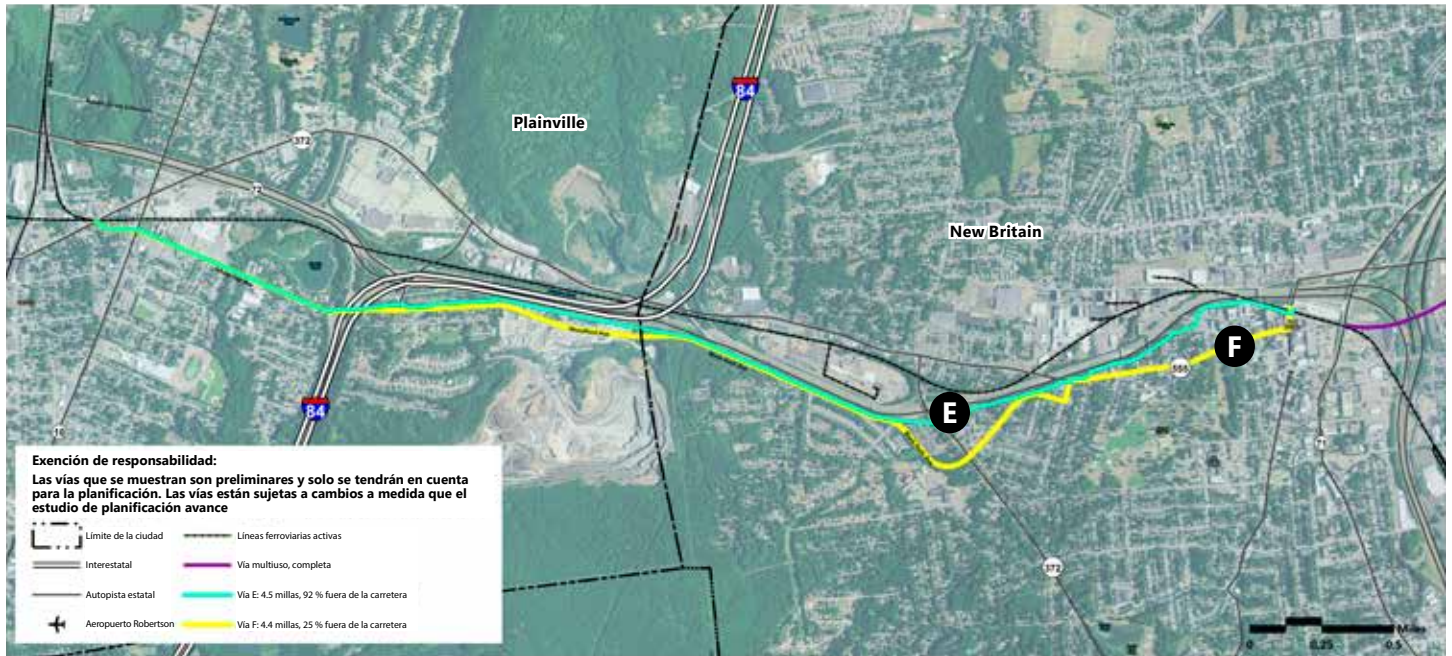 84
Plainville
372
72
New Britain
F
555
E
84
10
71
372
Exención de responsabilidad:
Las vías que se muestran son preliminares y solo se tendrán en cuenta
para la planificación. Las vías están sujetas a cambios a medida que el
estudio de planificación avance
Límite de la ciudad
Líneas ferroviarias activas
Interestatal
Vía multiuso, completa
Autopista estatal
Vía E: 4.5 millas, 92 % fuera de la carretera
Aeropuerto Robertson
Vía F: 4.4 millas, 25 % fuera de la carretera
Miles
0 0.25 0.5